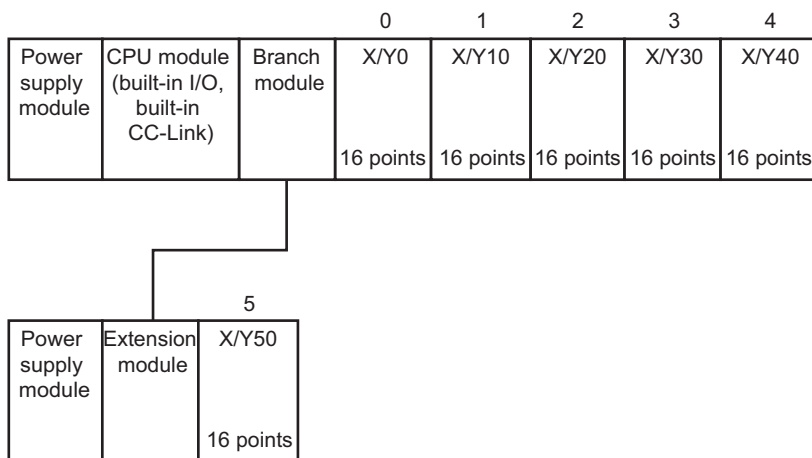 0 1 2 3 4
Power supply module
CPU module (built-in I/O, built-in CC-Link)
Branch module
X/Y0
16 points
X/Y10
16 points
X/Y20
16 points
X/Y30
16 points
X/Y40
16 points
5
Power supply module
Extension module
X/Y50
16 points